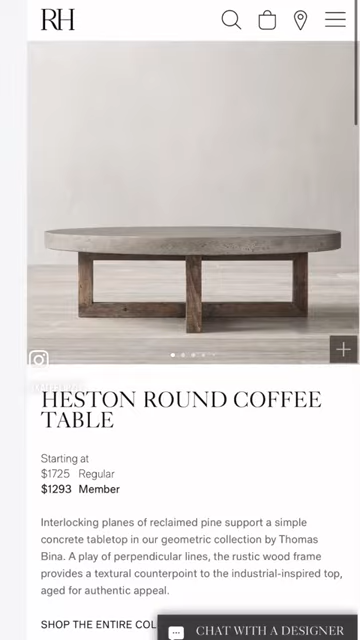 RH
HESTON ROUND COFFEE
TABLE
Starting at
$1725 Regular
$1293 Member
Interlocking planes of reclaimed pine support a simple
concrete tabletop in our geometric collection by Thomas
Bina. A play of perpendicular lines, the rustic wood frame
provides a textural counterpoint to the industrial-inspired top,
aged for authentic appeal.
SHOP THE ENTIRE COL
CHAT WITH A DESIGNER